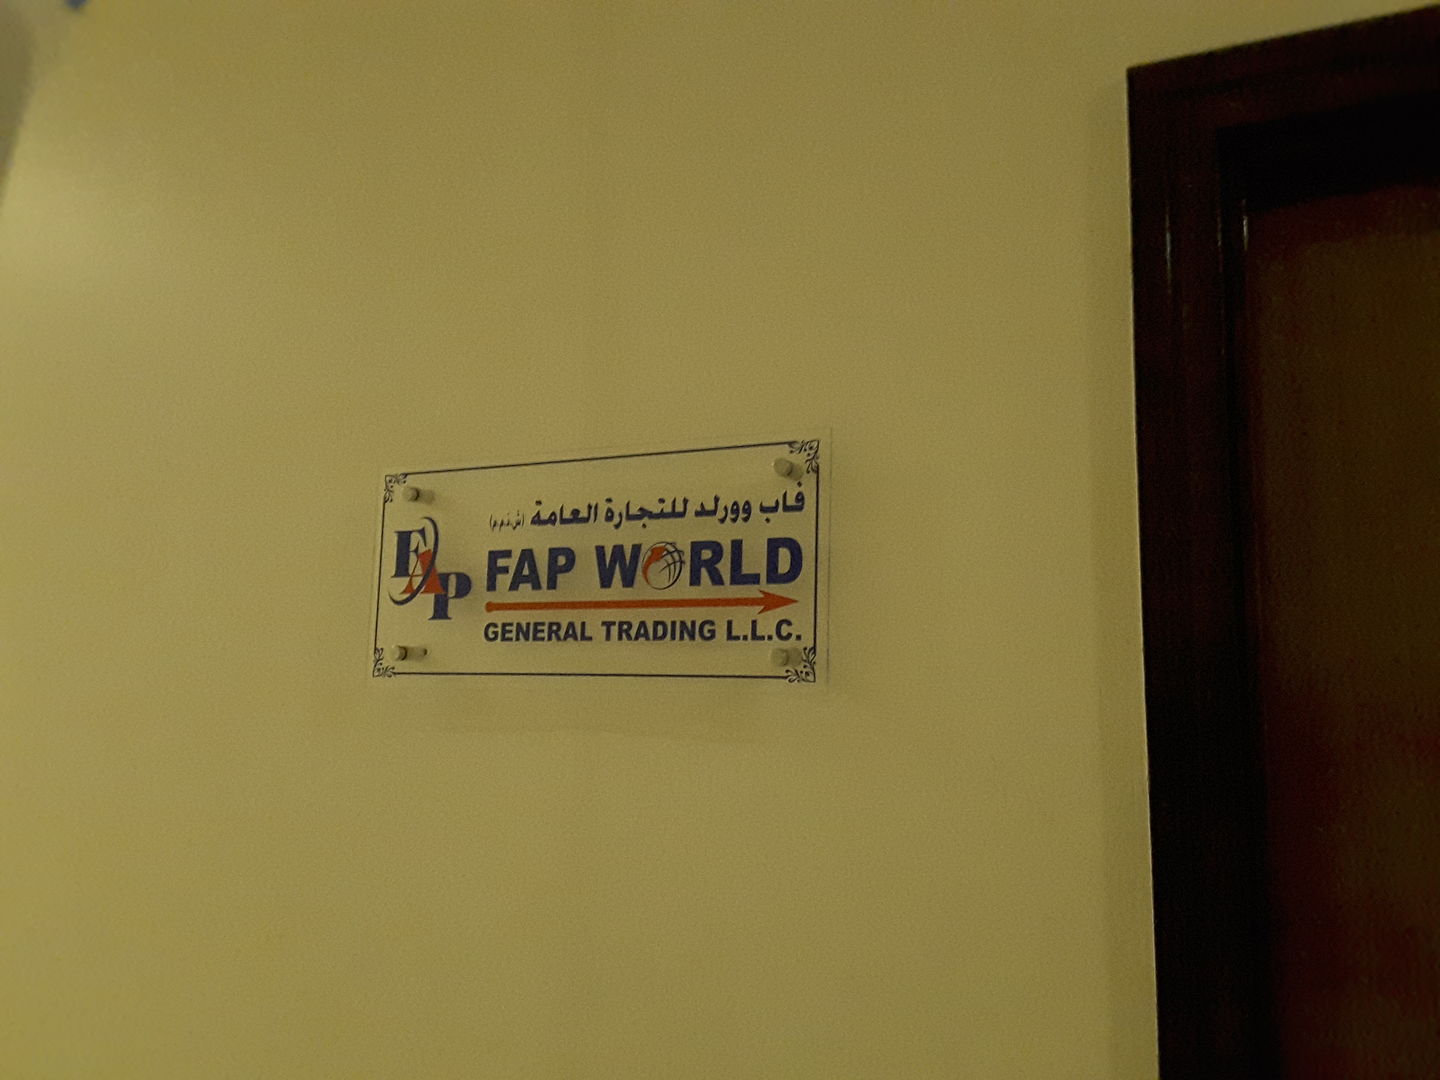 فاب وورلد للتجارة العامة (ش.ذ.م.م)
FAP
FAP WORLD
GENERAL TRADING L.L.C.